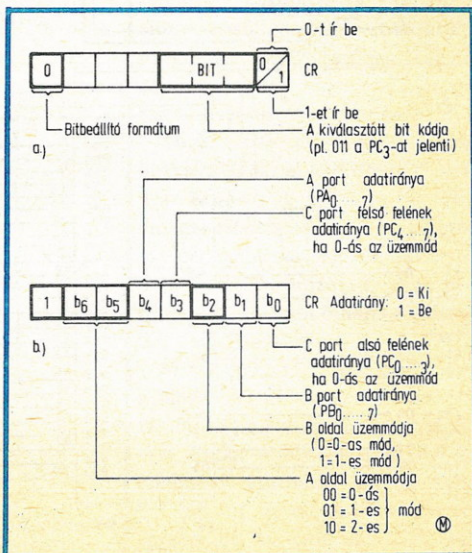 0-t ír be
0 BIT 0/1 CR
1-et ír be
Bitbeállító formátum
A kiválasztott bit kódja
a.)
(pl. 011 a PC3-at jelenti)
A port adatiránya
(PA0...7)
C port felső felének
adatiránya (PC4...7),
ha 0-ás az üzemmód
1 b6 b5 b4 b3 b2 b1 b0 CR Adatirány: 0 = Ki
1 = Be
b.)
C port alsó felének
adatiránya (PC0...3),
ha 0-ás az üzemmód
B port adatiránya
(PB0.....7)
B oldal üzemmódja
(0=0-as mód,
1=1-es mód)
A oldal üzemmódja
00 = 0-ás
01 = 1-es } mód
10 = 2-es
M